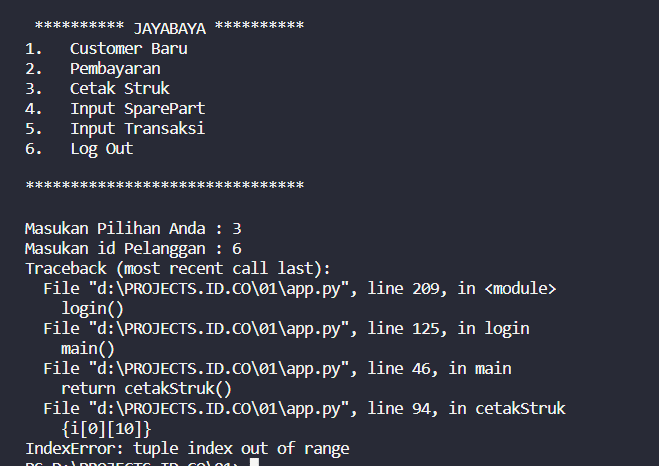 ********** JAYABAYA **********
1.   Customer Baru
2.   Pembayaran
3.   Cetak Struk
4.   Input SparePart
5.   Input Transaksi
6.   Log Out
*******************************
Masukan Pilihan Anda : 3
Masukan id Pelanggan : 6
Traceback (most recent call last):
  File "d:\PROJECTS.ID.CO\01\app.py", line 209, in <module>
    login()
  File "d:\PROJECTS.ID.CO\01\app.py", line 125, in login
    main()
  File "d:\PROJECTS.ID.CO\01\app.py", line 46, in main
    return cetakStruk()
  File "d:\PROJECTS.ID.CO\01\app.py", line 94, in cetakStruk
    {i[0][10]}
IndexError: tuple index out of range
PS D:\PROJECTS.ID.CO\01>